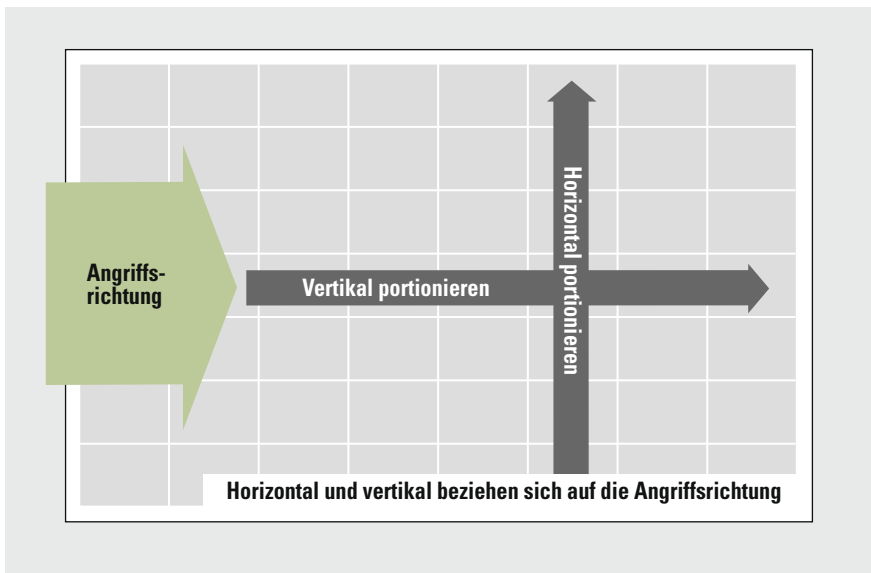 Angriffs-
richtung
Vertikal portionieren
Horizontal portionieren
Horizontal und vertikal beziehen sich auf die Angriffsrichtung